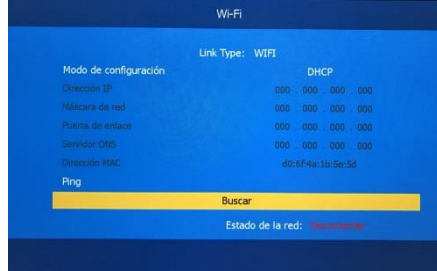 Wi-Fi
Link Type: WIFI
Modo de configuración DHCP
Dirección IP 000 . 000 . 000 . 000
Máscara de red 000 . 000 . 000 . 000
Puerta de enlace 000 . 000 . 000 . 000
Servidor DNS 000 . 000 . 000 . 000
Dirección MAC d0:6f:4a:1b:5e:5d
Ping
Buscar
Estado de la red: